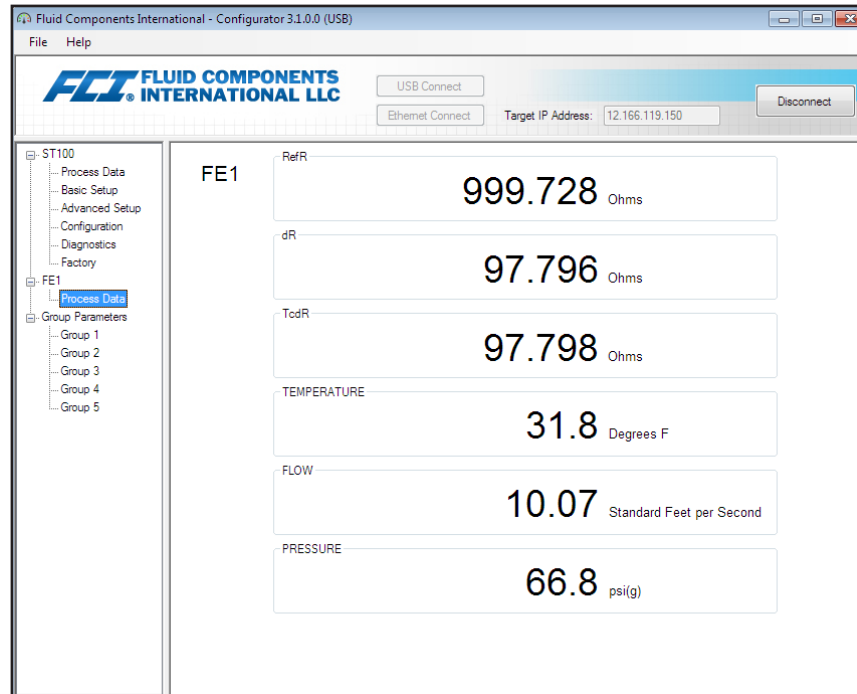 Fluid Components International - Configurator 3.1.0.0 (USB)
File Help
FCI FLUID COMPONENTS
INTERNATIONAL LLC
USB Connect
Ethernet Connect
Target IP Address: 12.166.119.150
Disconnect
ST100
Process Data
Basic Setup
Advanced Setup
Configuration
Diagnostics
Factory
FE1
Process Data
Group Parameters
Group 1
Group 2
Group 3
Group 4
Group 5
FE1
RefR
999.728 Ohms
dR
97.796 Ohms
TcdR
97.798 Ohms
TEMPERATURE
31.8 Degrees F
FLOW
10.07 Standard Feet per Second
PRESSURE
66.8 psi(g)